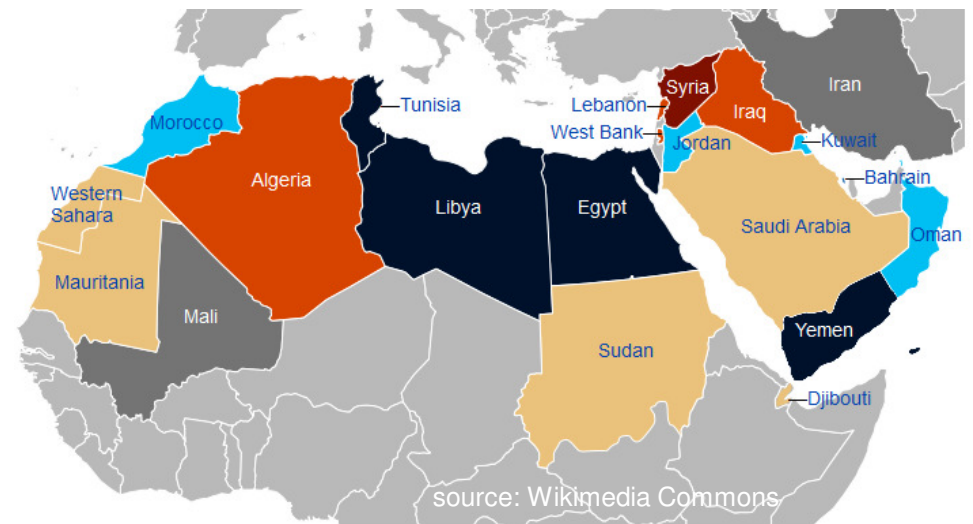 Iran
Syria
Tunisia
Lebanon
Iraq
Morocco
West Bank
Jordan
Kuwait
Algeria
Bahrain
Western
Sahara
Libya
Egypt
Saudi Arabia
Oman
Mauritania
Mali
Yemen
Sudan
Djibouti
source: Wikimedia Commons